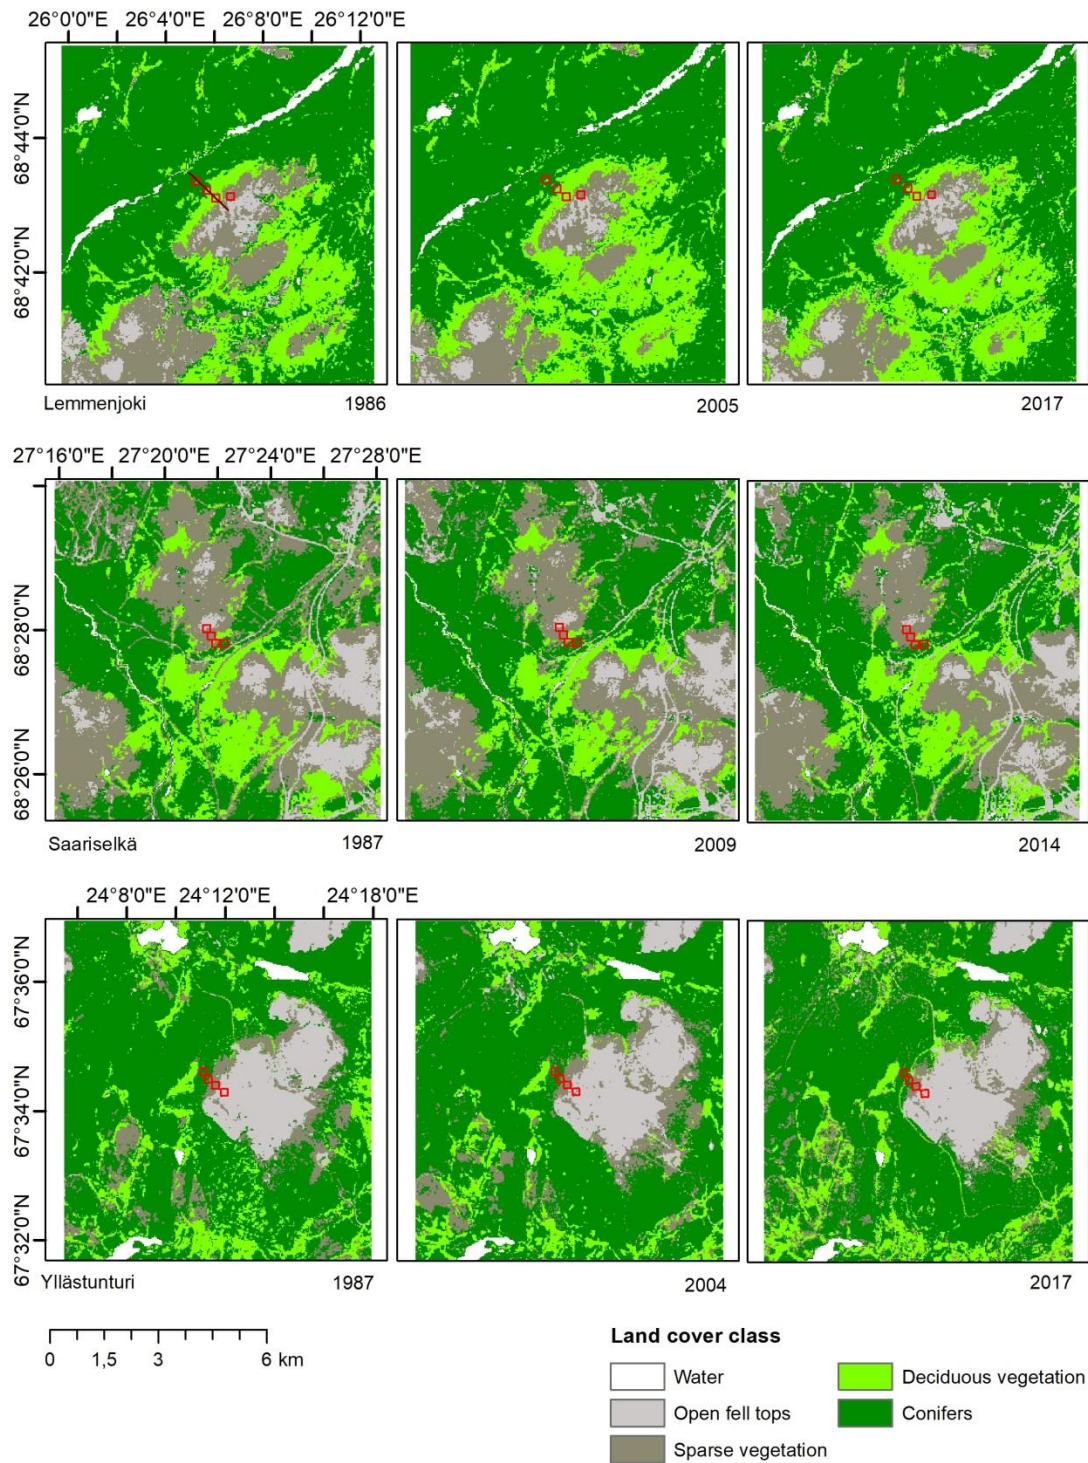 26°0'0"E 26°4'0"E 26°8'0"E 26°12'0"E
68°44'0"N
68°42'0"N
Lemmenjoki 1986 2005 2017
27°16'0"E 27°20'0"E 27°24'0"E 27°28'0"E
68°28'0"N
68°26'0"N
Saariselkä 1987 2009 2014
24°8'0"E 24°12'0"E 24°18'0"E
67°36'0"N
67°34'0"N
67°32'0"N
Yllästunturi 1987 2004 2017
0 1,5 3 6 km
Land cover class
Water Deciduous vegetation
Open fell tops Conifers
Sparse vegetation